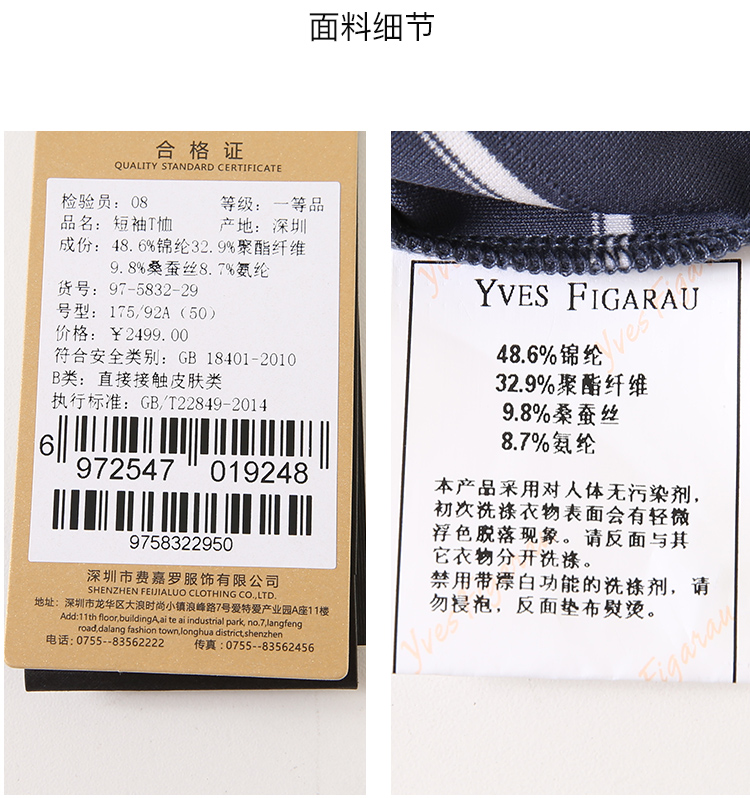 面料细节
合格证
QUALITY STANDARD CERTIFICATE
检验员：08 等级：一等品
品名：短袖T恤 产地：深圳
成份：48.6%锦纶32.9%聚酯纤维
9.8%桑蚕丝8.7%氨纶
货号：97-5832-29
号型：175/92A（50）
价格：￥2499.00
符合安全类别：GB 18401-2010
B类：直接接触皮肤类
执行标准：GB/T22849-2014
6 972547 019248
9758322950
深圳市费嘉罗服饰有限公司
SHENZHEN FEIJIALUO CLOTHING CO.,LTD.
地址：深圳市龙华区大浪时尚小镇浪峰路7号爱特爱产业园A座11楼
Add:11th floor,buildingA,ai te ai industrial park, no.7,langfeng
road,dalang fashion town,longhua district,shenzhen
电话：0755--83562222 传真：0755--83562456
YVES FIGARAU
48.6%锦纶
32.9%聚酯纤维
9.8%桑蚕丝
8.7%氨纶
本产品采用对人体无污染剂，
初次洗涤衣物表面会有轻微
浮色脱落现象。请反面与其
它衣物分开洗涤。
禁用带漂白功能的洗涤剂，请
勿浸泡，反面垫布熨烫。
Yves Figarau
Figarau